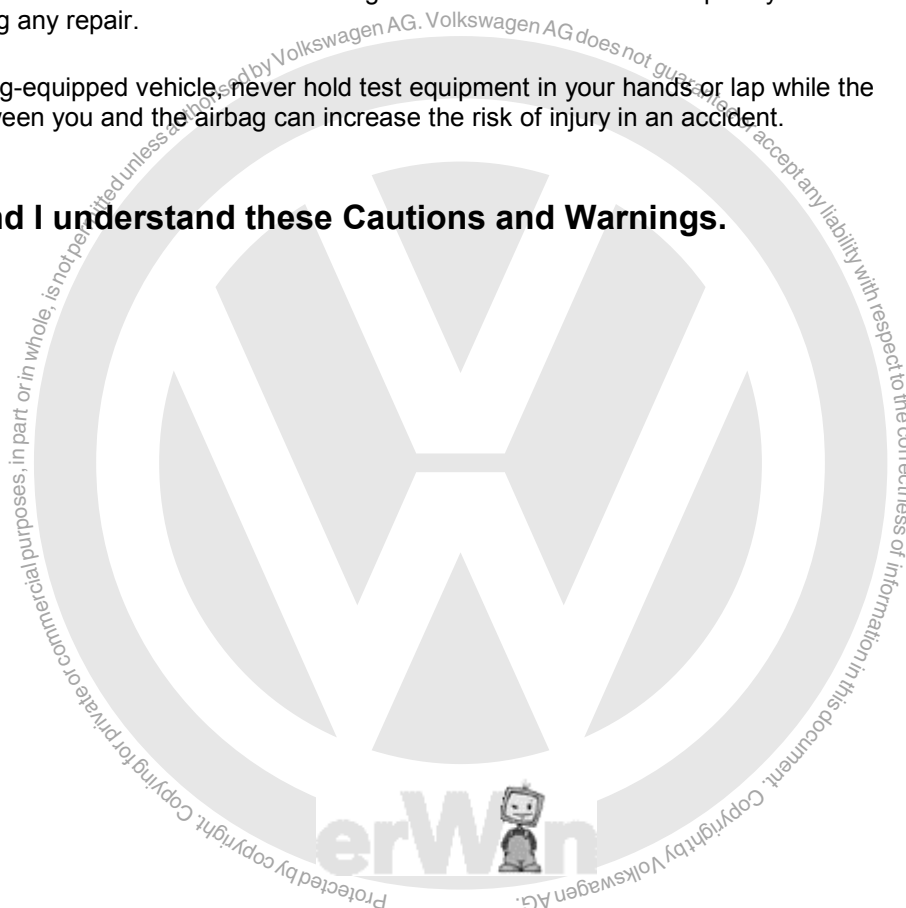 g any repair.
g-equipped vehicle, never hold test equipment in your hands or lap while the
ween you and the airbag can increase the risk of injury in an accident.
nd I understand these Cautions and Warnings.
Protected by copyright. Copying for private or commercial purposes, in part or in whole, is not permitted unless authorised by Volkswagen AG. Volkswagen AG does not guarantee or accept any liability with respect to the correctness of information in this document. Copyright by Volkswagen AG.
erWin